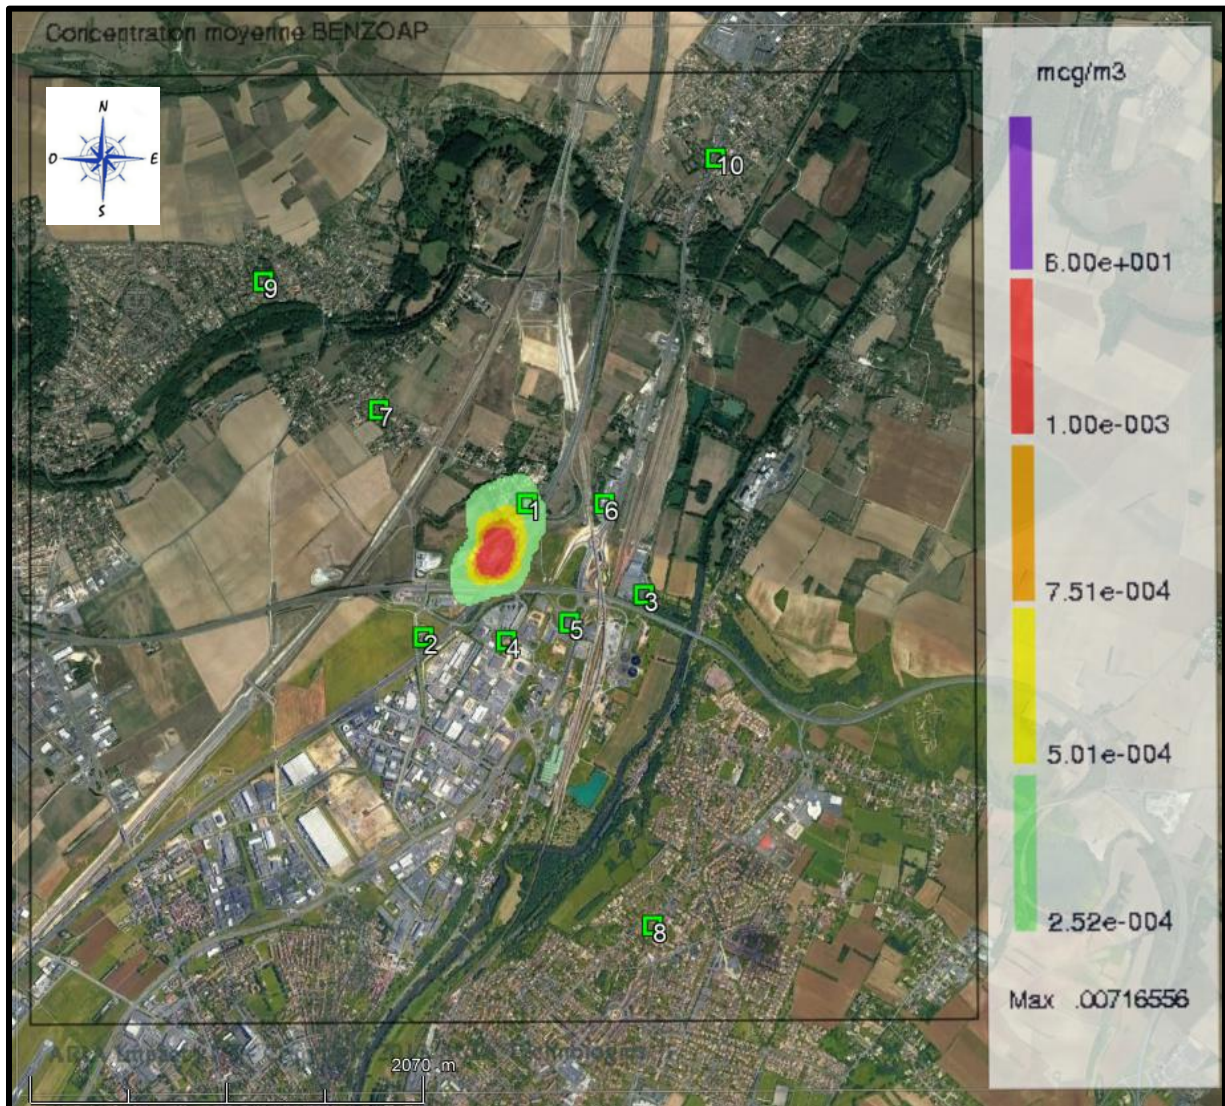 Concentration moyenne BENZOAP
mcg/m3
N
O
E
S
10
6.00e+001
9
7
1.00e-003
1
6
3
7.51e-004
5
2
4
5.01e-004
8
2.52e-004
Max .00716556
2070 m